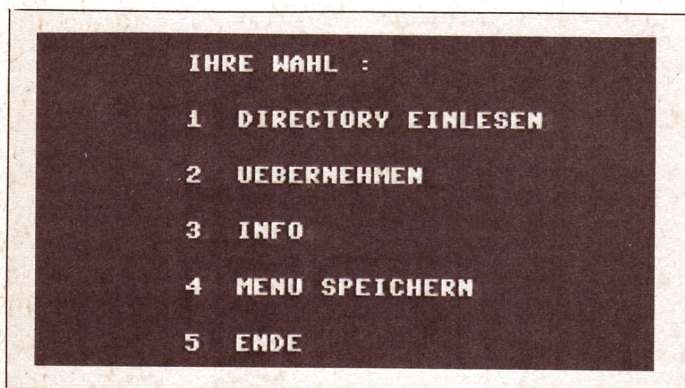 IHRE WAHL :
1 DIRECTORY EINLESEN
2 UEBERNEHMEN
3 INFO
4 MENU SPEICHERN
5 ENDE